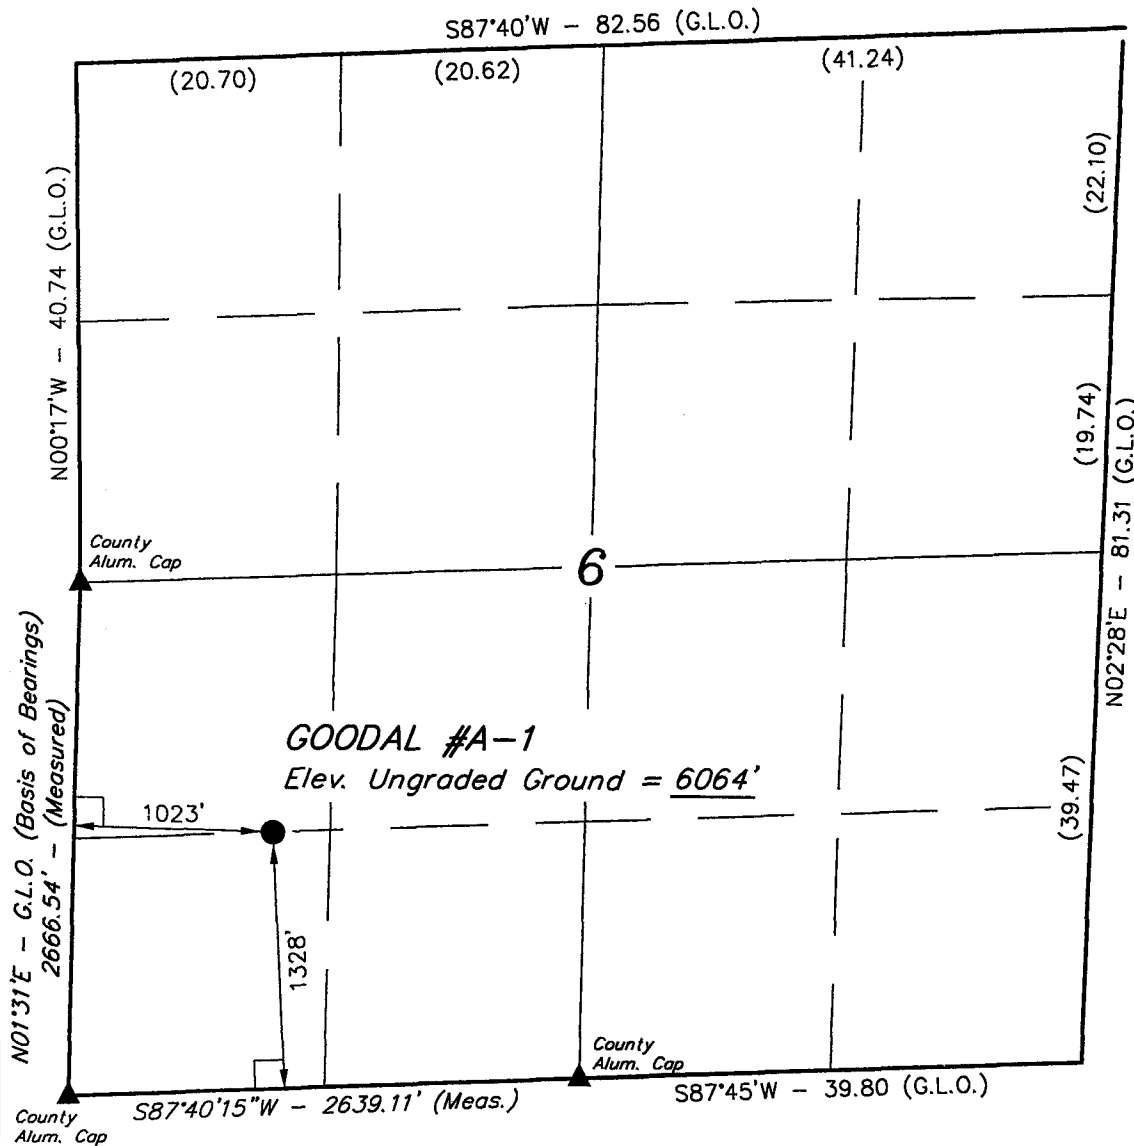 S87°40'W - 82.56 (G.L.O.)
(20.70)
(20.62)
(41.24)
(22.10)
N00°17'W - 40.74 (G.L.O.)
(19.74)
N02°28'E - 81.31 (G.L.O.)
County
Alum. Cap
6
N01°31'E - G.L.O. (Basis of Bearings)
2666.54' - (Measured)
GOODAL #A-1
Elev. Ungraded Ground = 6064'
1023'
(39.47)
1328'
County
Alum. Cap
S87°45'W - 39.80 (G.L.O.)
S87°40'15"W - 2639.11' (Meas.)
County
Alum. Cap